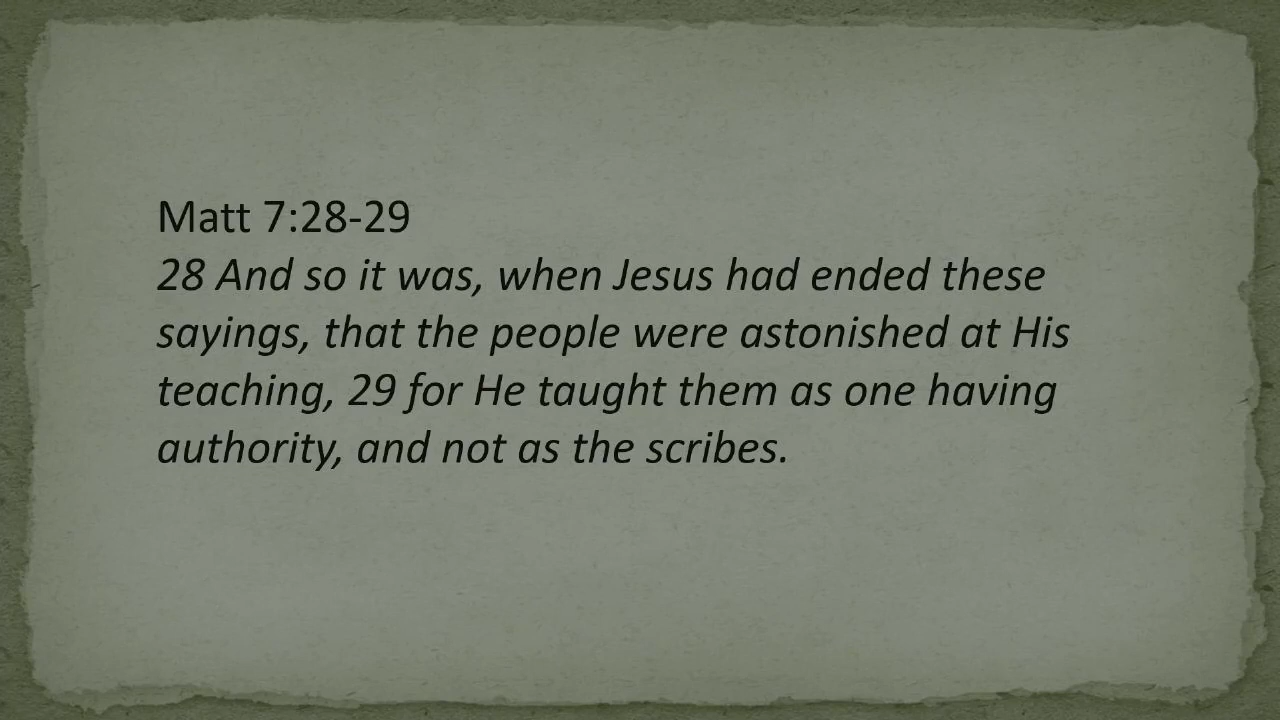 Matt 7:28-29
28 And so it was, when Jesus had ended these
sayings, that the people were astonished at His
teaching, 29 for He taught them as one having
authority, and not as the scribes.